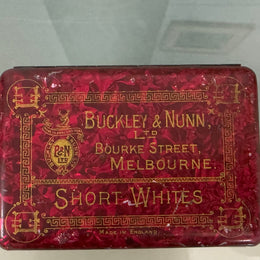 BUCKLEY & NUNN,
LTD
BOURKE STREET,
MELBOURNE.
B&N
LTD
SHORT WHITES
MADE IN ENGLAND